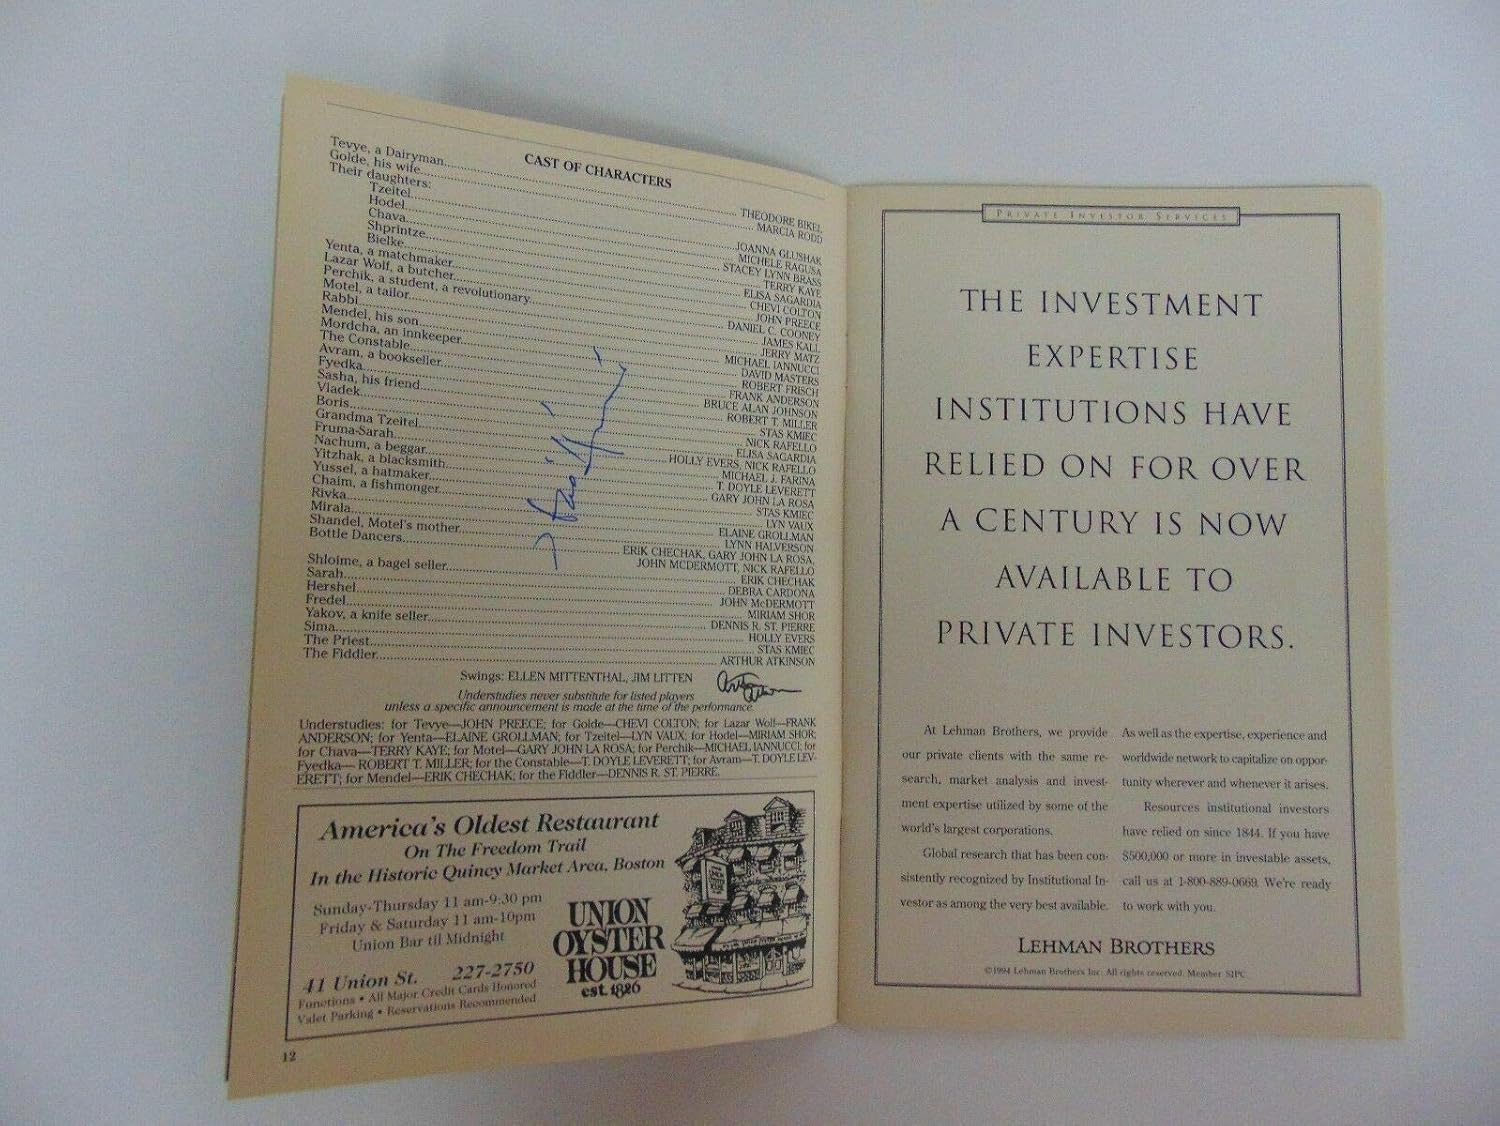 CAST OF CHARACTERS
Tevye, a Dairyman THEODORE BIKEL
Golde, his wife MARCIA RODD
Their daughters:
Tzeitel JOANNA GLUSHAK
Hodel MICHELE RAGUSA
Chava STACEY LYNN BRASS
Shprintze TERRY KAYE
Bielke ELISA SAGARDIA
Yenta, a matchmaker CHEVI COLTON
Lazar Wolf, a butcher JOHN PREECE
Perchik, a student, a revolutionary DANIEL C. COONEY
Motel, a tailor JAMES KALL
Rabbi JERRY MATZ
Mendel, his son MICHAEL IANNUCCI
Mordcha, an innkeeper DAVID MASTERS
The Constable ROBERT FRISCH
Avram, a bookseller FRANK ANDERSON
Fyedka BRUCE ALAN JOHNSON
Sasha, his friend ROBERT T. MILLER
Vladek STAS KMIEC
Boris NICK RAFELLO
Grandma Tzeitel ELISA SAGARDIA
Fruma-Sarah HOLLY EVERS, NICK RAFELLO
Nachum, a beggar MICHAEL J. FARINA
Yitzhak, a blacksmith T. DOYLE LEVERETT
Yussel, a hatmaker GARY JOHN LA ROSA
Chaim, a fishmonger STAS KMIEC
Rivka LYN VAUX
Mirala ELAINE GROLLMAN
Shandel, Motel's mother LYNN HALVERSON
Bottle Dancers ERIK CHECHAK, GARY JOHN LA ROSA,
JOHN MCDERMOTT, NICK RAFELLO
Shloime, a bagel seller ERIK CHECHAK
Sarah DEBRA CARDONA
Hershel JOHN McDERMOTT
Fredel MIRIAM SHOR
Yakov, a knife seller DENNIS R. ST. PIERRE
Sima HOLLY EVERS
The Priest STAS KMIEC
The Fiddler ARTHUR ATKINSON
Swings: ELLEN MITTENTHAL, JIM LITTEN
Understudies never substitute for listed players
unless a specific announcement is made at the time of the performance.
Understudies: for Tevye—JOHN PREECE; for Golde—CHEVI COLTON; for Lazar Wolf—FRANK
ANDERSON; for Yenta—ELAINE GROLLMAN; for Tzeitel—LYN VAUX; for Hodel—MIRIAM SHOR;
for Chava—TERRY KAYE; for Motel—GARY JOHN LA ROSA; for Perchik—MICHAEL IANNUCCI; for
Fyedka— ROBERT T. MILLER; for the Constable—T. DOYLE LEVERETT; for Avram—T. DOYLE LEV-
ERETT; for Mendel—ERIK CHECHAK; for the Fiddler—DENNIS R. ST. PIERRE.
America's Oldest Restaurant
On The Freedom Trail
In the Historic Quincy Market Area, Boston
Sunday-Thursday 11 am-9:30 pm
Friday & Saturday 11 am-10pm
Union Bar til Midnight
41 Union St. 227-2750
Functions • All Major Credit Cards Honored
Valet Parking • Reservations Recommended
UNION
OYSTER
HOUSE
est. 1826
12
PRIVATE INVESTOR SERVICES
THE INVESTMENT
EXPERTISE
INSTITUTIONS HAVE
RELIED ON FOR OVER
A CENTURY IS NOW
AVAILABLE TO
PRIVATE INVESTORS.
At Lehman Brothers, we provide
our private clients with the same re-
search, market analysis and invest-
ment expertise utilized by some of the
world's largest corporations.
Global research that has been con-
sistently recognized by Institutional In-
vestor as among the very best available.
As well as the expertise, experience and
worldwide network to capitalize on oppor-
tunity wherever and whenever it arises.
Resources institutional investors
have relied on since 1844. If you have
$500,000 or more in investable assets,
call us at 1-800-889-0669. We're ready
to work with you.
LEHMAN BROTHERS
©1994 Lehman Brothers Inc. All rights reserved. Member SIPC.